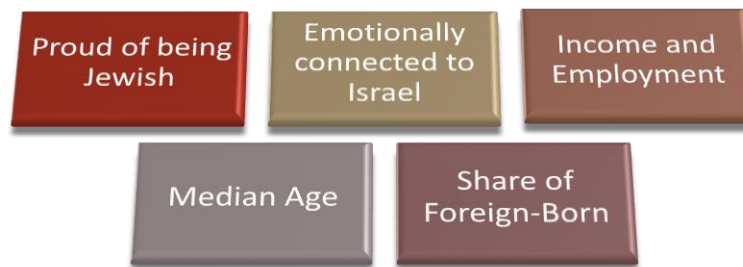 Proud of being
Jewish
Emotionally
connected to
Israel
Income and
Employment
Median Age
Share of
Foreign-Born